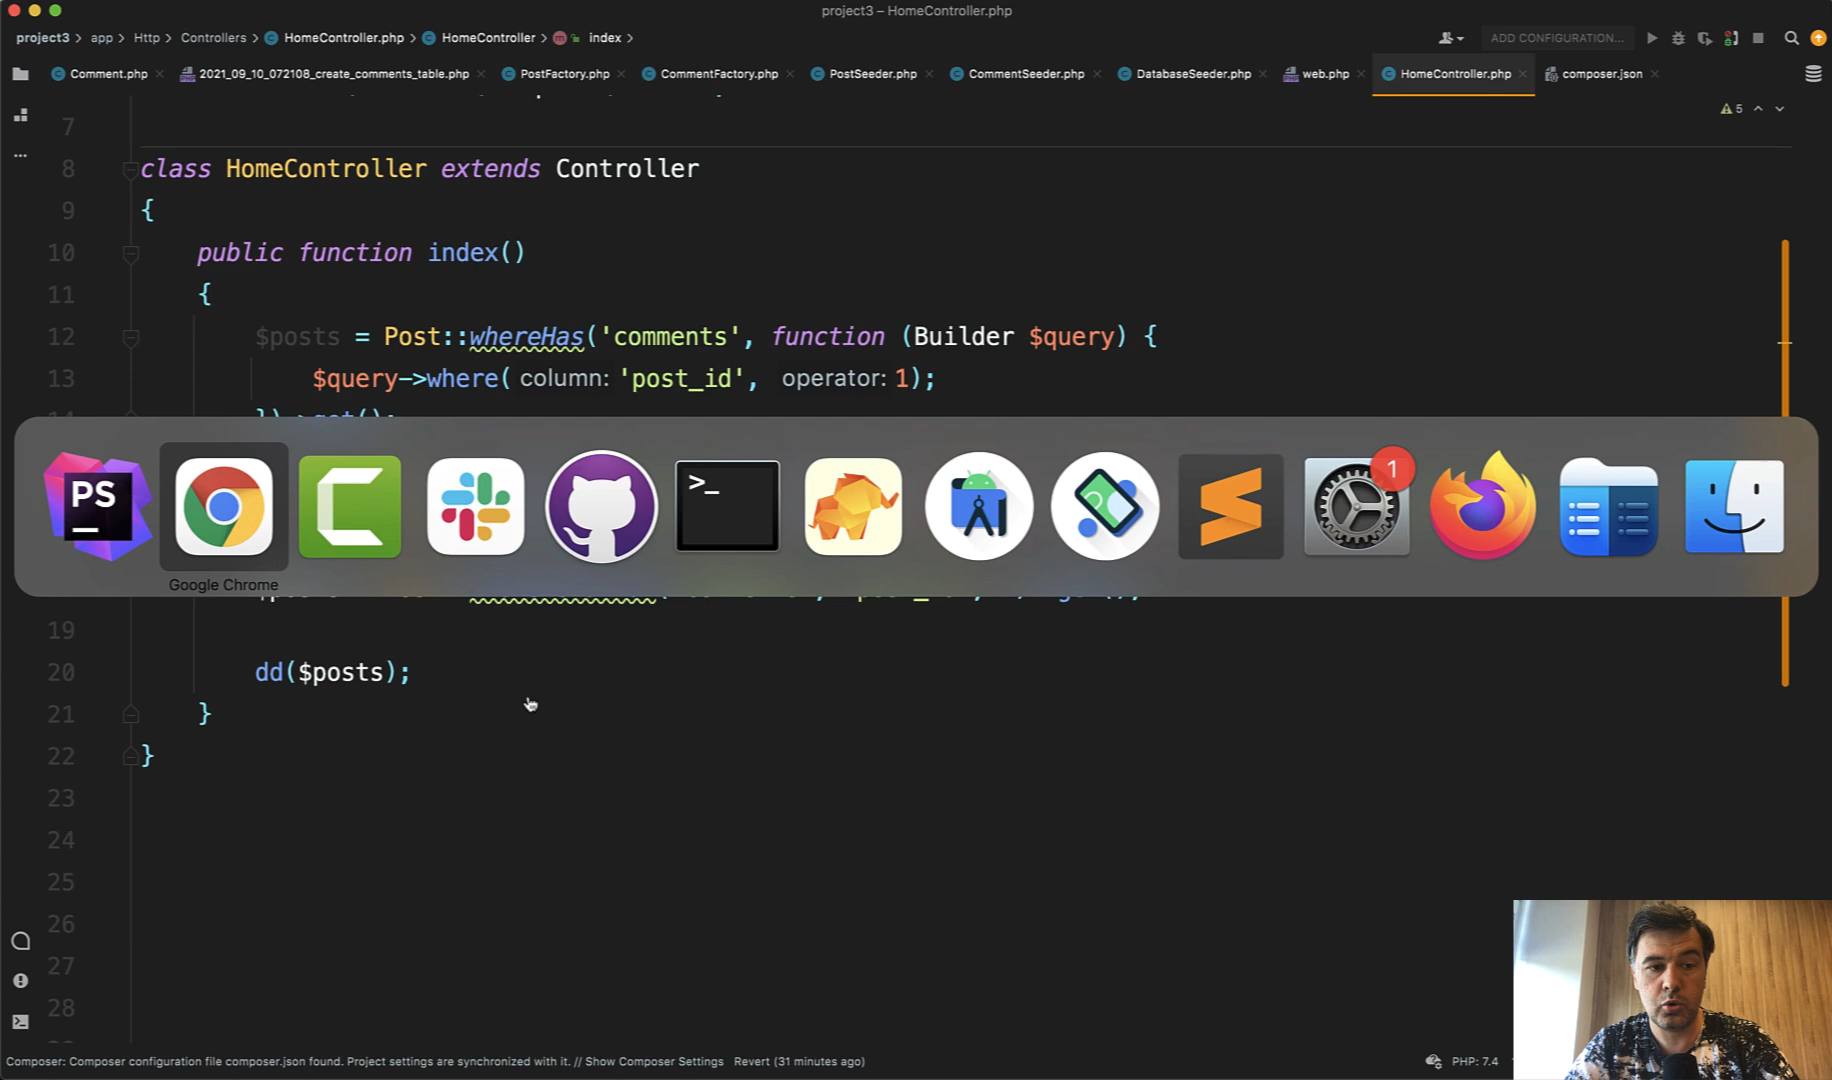 project3 – HomeController.php
project3 app Http Controllers HomeController.php HomeController m index
ADD CONFIGURATION...
Comment.php 2021_09_10_072108_create_comments_table.php PostFactory.php CommentFactory.php PostSeeder.php CommentSeeder.php DatabaseSeeder.php web.php HomeController.php composer.json
5
7
8 class HomeController extends Controller
9 {
10 public function index()
11 {
12 $posts = Post::whereHas('comments', function (Builder $query) {
13 $query->where( column: 'post_id', operator: 1);
14 })->get();
PS
>_
1
Google Chrome
19
20 dd($posts);
21 }
22 }
23
24
25
26
27
28
Composer: Composer configuration file composer.json found. Project settings are synchronized with it. // Show Composer Settings Revert (31 minutes ago)
PHP: 7.4